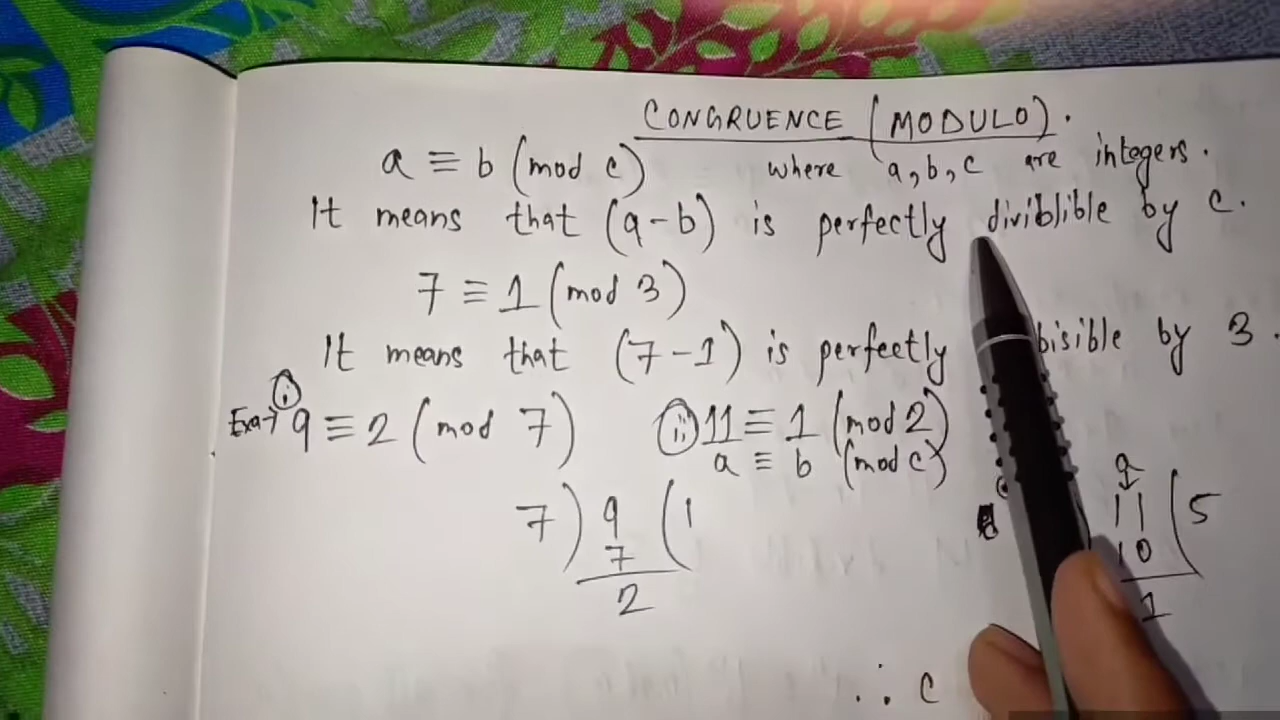 CONGRUENCE (MODULO).
a ≡ b (mod c) where a, b, c are integers.
It means that (a-b) is perfectly diviblible by c.
7 ≡ 1 (mod 3)
It means that (7-1) is perfectly bisible by 3.
Exa→ (i) 9 ≡ 2 (mod 7) (ii) 11 ≡ 1 (mod 2)
a ≡ b (mod c)
7 ) 9 ( 1
7
2
a
11 ( 5
10
1
∴ c